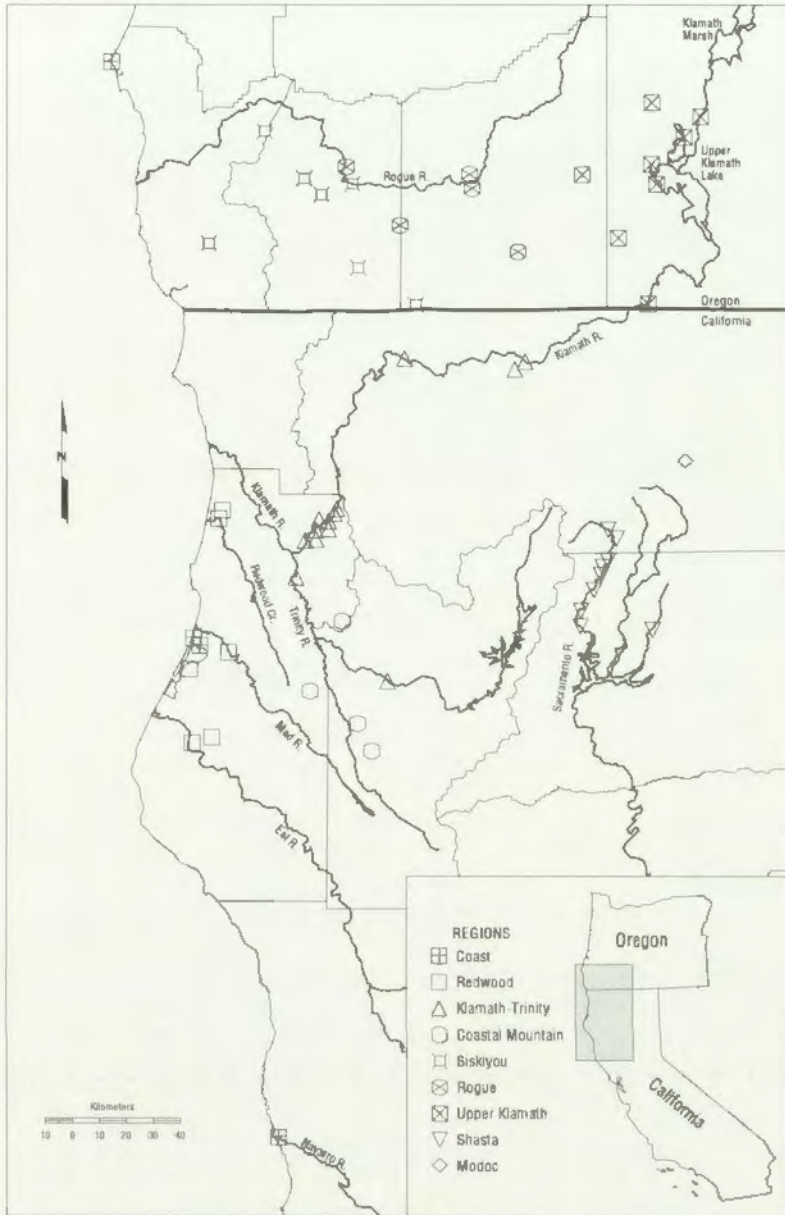 Klamath
Marsh
Upper
Klamath
Lake
Rogue R.
Oregon
California
Klamath R.
N
Klamath R.
Redwood Cr.
Trinity R.
Sacramento R.
Mad R.
Eel R.
Navarro R.
Kilometers
10 0 10 20 30 40
REGIONS
Coast
Redwood
Klamath-Trinity
Coastal Mountain
Siskiyou
Rogue
Upper Klamath
Shasta
Modoc
Oregon
California